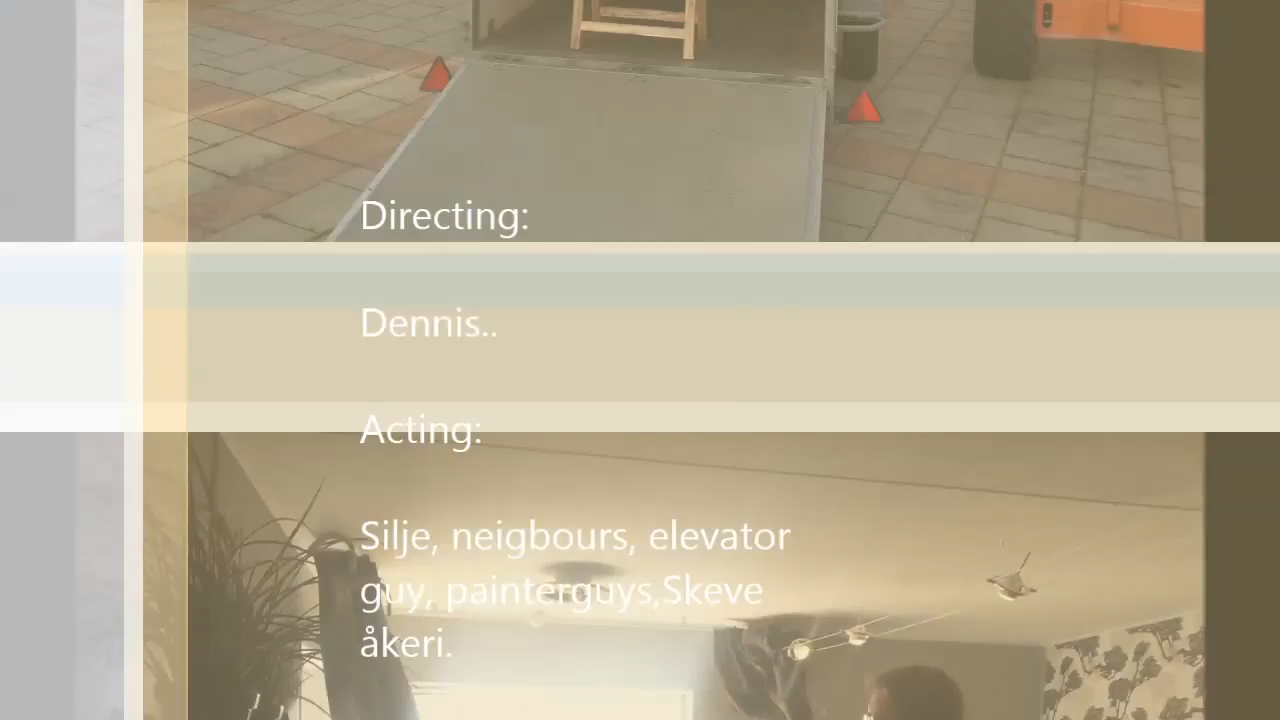 Directing:
Dennis..
Acting:
Silje, neigbours, elevator
guy, painterguys,Skeve
åkeri.